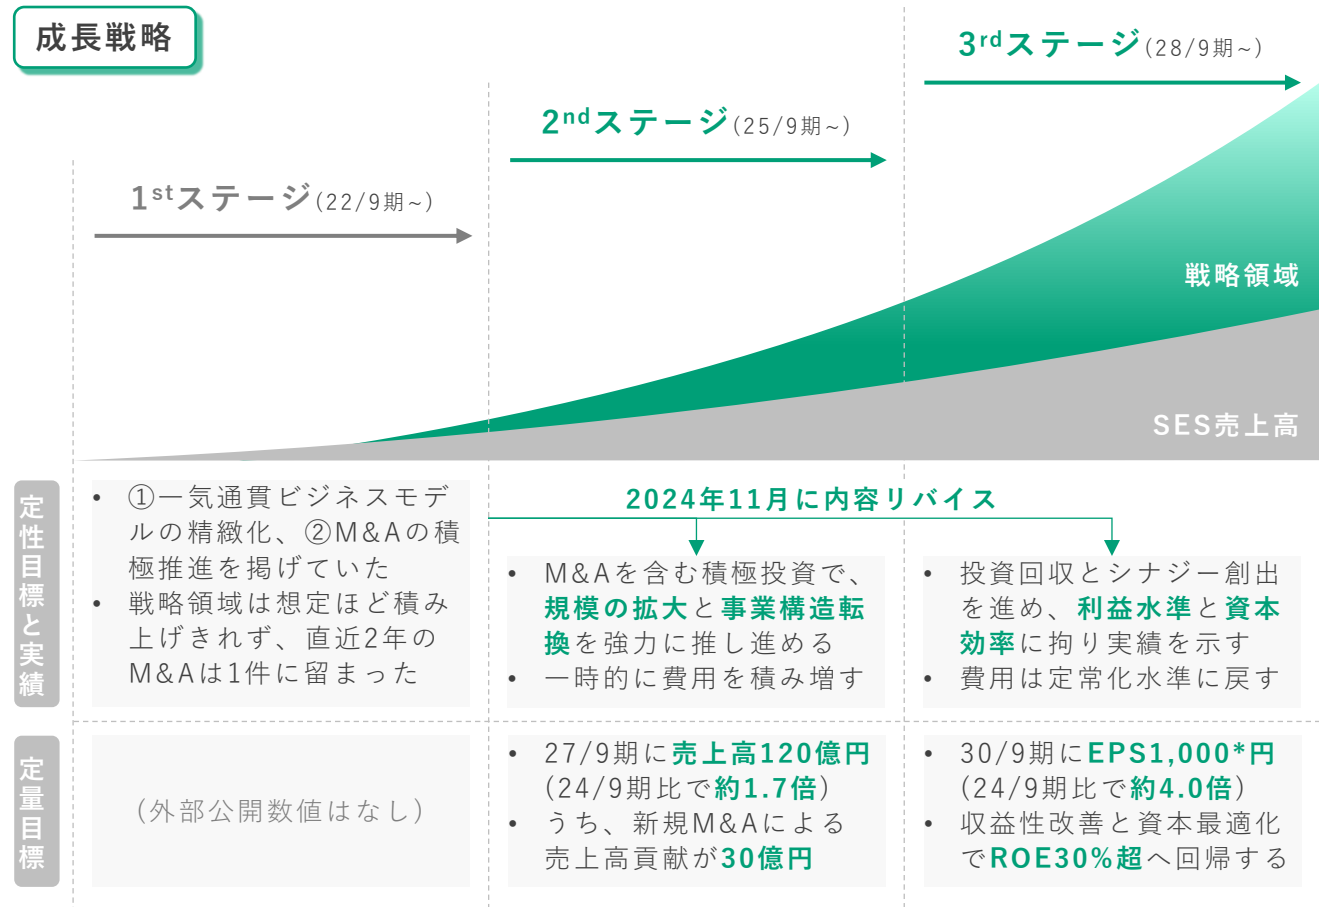 成長戦略
1stステージ(22/9期~)
2ndステージ(25/9期~)
3rdステージ(28/9期~)
戦略領域
SES売上高
定性目標と実績
• ①一気通貫ビジネスモデ
ルの精緻化、②M&Aの積
極推進を掲げていた
• 戦略領域は想定ほど積み
上げきれず、直近2年の
M&Aは1件に留まった
2024年11月に内容リバイス
• M&Aを含む積極投資で、
規模の拡大と事業構造転
換を強力に推し進める
• 一時的に費用を積み増す
• 投資回収とシナジー創出
を進め、利益水準と資本
効率に拘り実績を示す
• 費用は定常化水準に戻す
定量目標
(外部公開数値はなし)
• 27/9期に売上高120億円
(24/9期比で約1.7倍)
• うち、新規M&Aによる
売上高貢献が30億円
• 30/9期にEPS1,000*円
(24/9期比で約4.0倍)
• 収益性改善と資本最適化
でROE30%超へ回帰する